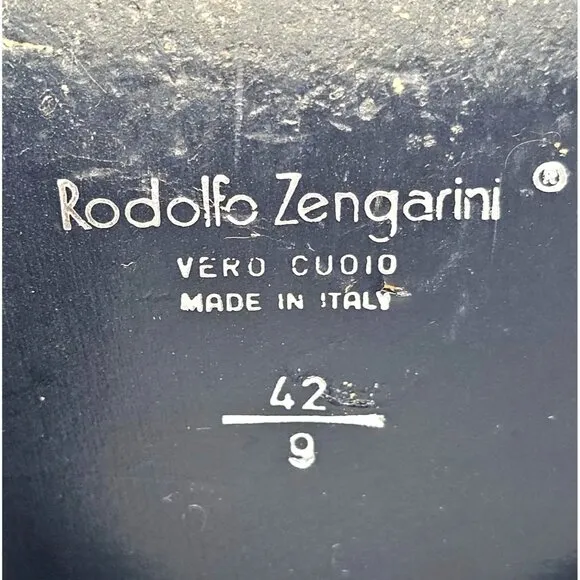 Rodolfo Zengarini ®
VERO CUOIO
MADE IN ITALY
42
9